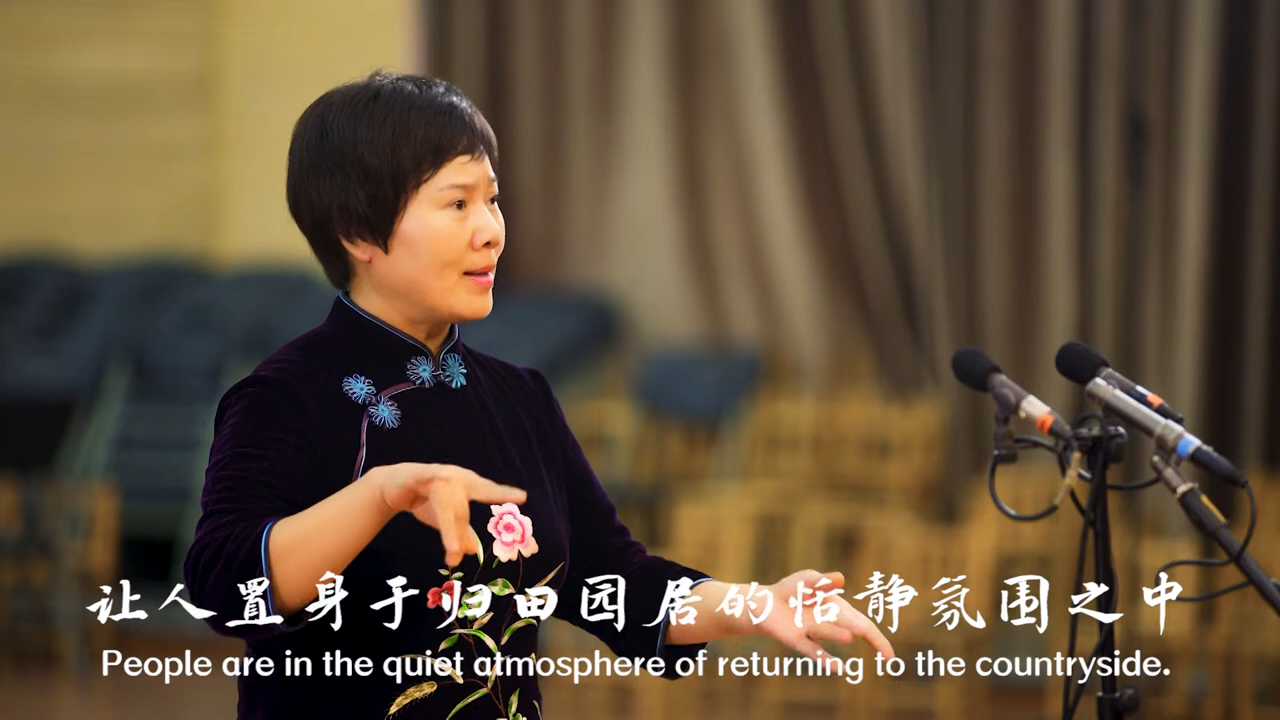 让人置身于归田园居的恬静氛围之中
People are in the quiet atmosphere of returning to the countryside.